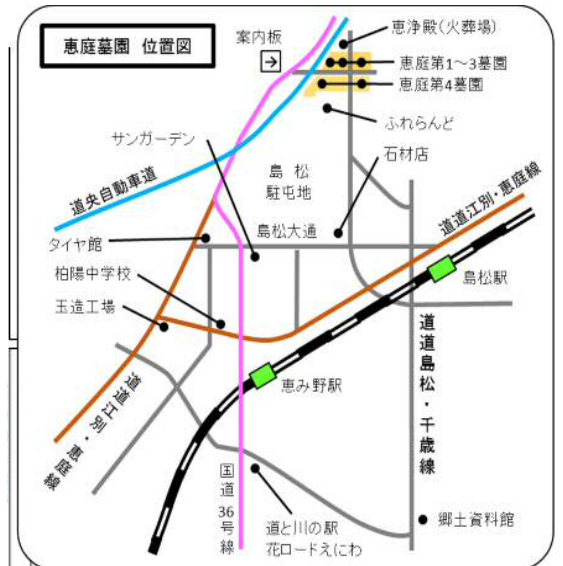 恵庭墓園 位置図
案内板
→
恵浄殿(火葬場)
恵庭第1～3墓園
恵庭第4墓園
ふれらんど
サンガーデン
石材店
島 松
駐屯地
道央自動車道
道道江別・恵庭線
タイヤ館
島松大通
柏陽中学校
島松駅
玉造工場
恵み野駅
道道島松・千歳線
道道江別・恵庭線
国道36号線
道と川の駅
花ロードえにわ
郷土資料館